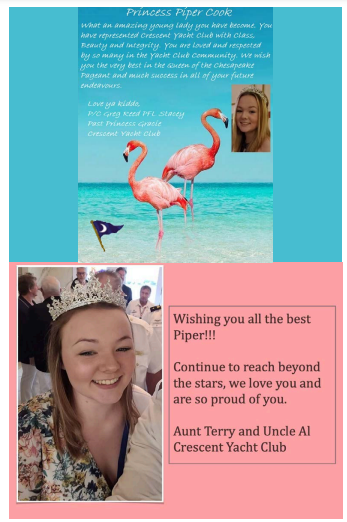 Princess Piper Cook
What an amazing young lady you have become. You
have represented Crescent Yacht Club with Class,
Beauty and Integrity. You are loved and respected
by so many in the Yacht Club Community. We wish
you the very best in the Queen of the Chesapeake
Pageant and much success in all of your future
endeavours.
Love ya kiddo,
P/C Greg Reed PFL Stacey
Past Princess Gracie
Crescent Yacht Club
Wishing you all the best
Piper!!!
Continue to reach beyond
the stars, we love you and
are so proud of you.
Aunt Terry and Uncle Al
Crescent Yacht Club